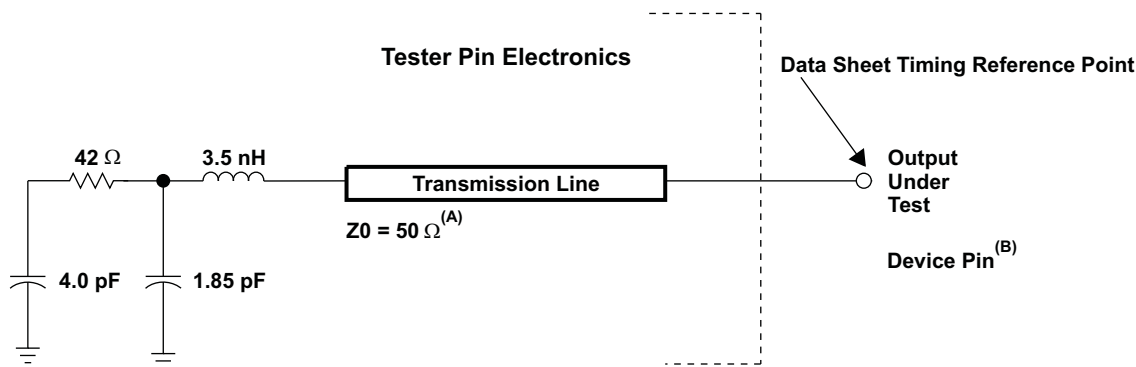 Tester Pin Electronics
Data Sheet Timing Reference Point
42 Ω
3.5 nH
Transmission Line
Output
Under
Test
Z0 = 50 Ω(A)
Device Pin(B)
4.0 pF
1.85 pF